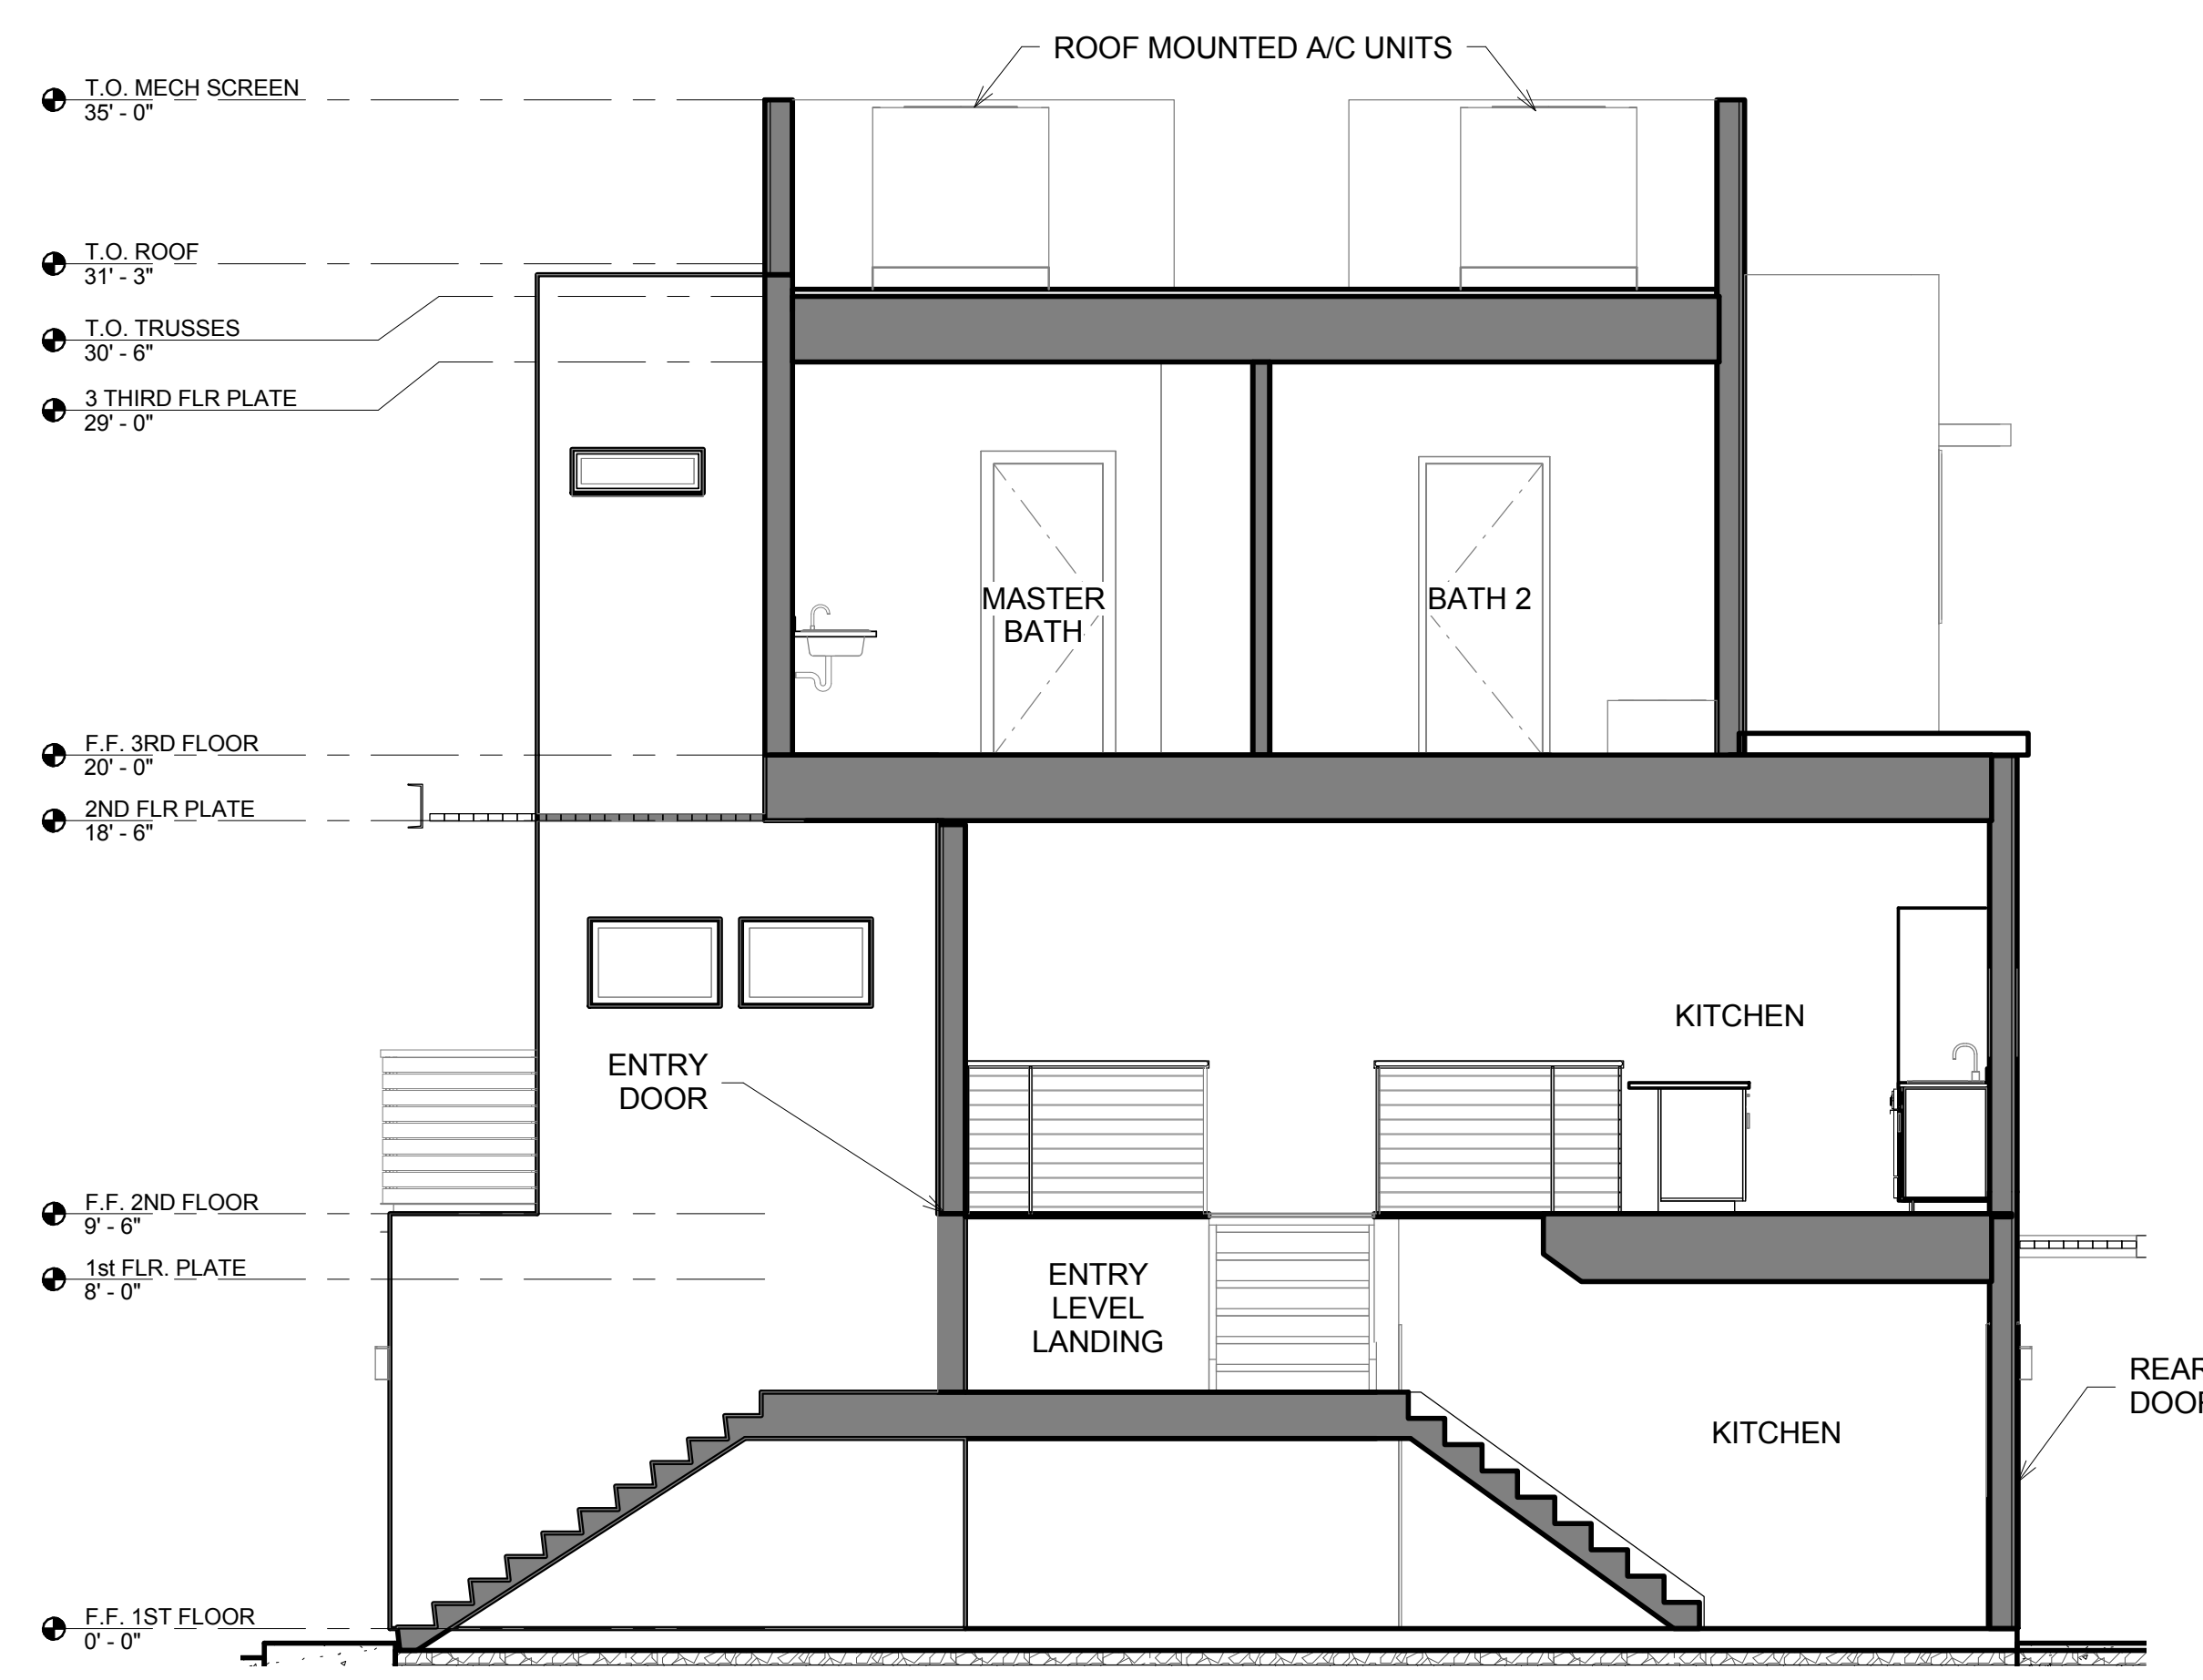 ROOF MOUNTED A/C UNITS
T.O. MECH SCREEN
35' - 0"
T.O. ROOF
31' - 3"
T.O. TRUSSES
30' - 6"
3 THIRD FLR PLATE
29' - 0"
MASTER
BATH
BATH 2
F.F. 3RD FLOOR
20' - 0"
2ND FLR PLATE
18' - 6"
KITCHEN
ENTRY
DOOR
F.F. 2ND FLOOR
9' - 6"
1st FLR. PLATE
8' - 0"
ENTRY
LEVEL
LANDING
REAR
DOOR
KITCHEN
F.F. 1ST FLOOR
0' - 0"